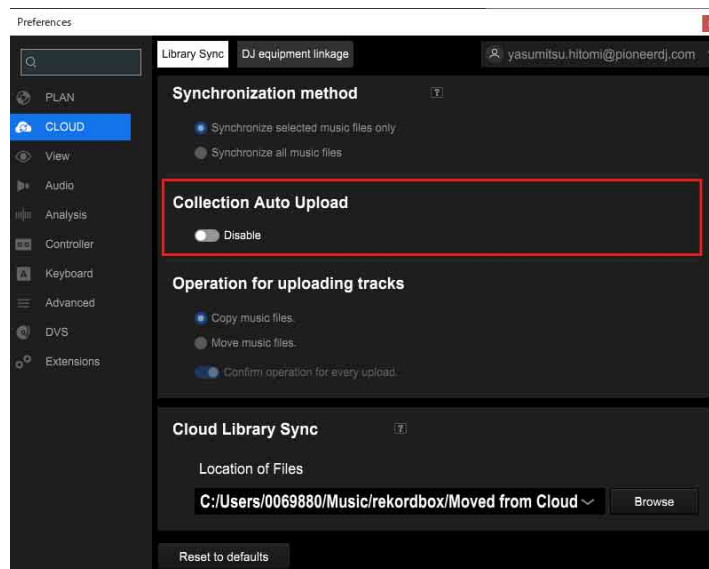 Preferences
Library Sync
DJ equipment linkage
yasumitsu.hitomi@pioneerdj.com
PLAN
CLOUD
View
Audio
Analysis
Controller
Keyboard
Advanced
DVS
Extensions
Synchronization method
?
Synchronize selected music files only
Synchronize all music files
Collection Auto Upload
Disable
Operation for uploading tracks
Copy music files.
Move music files.
Confirm operation for every upload.
Cloud Library Sync
?
Location of Files
C:/Users/0069880/Music/rekordbox/Moved from Cloud
Browse
Reset to defaults